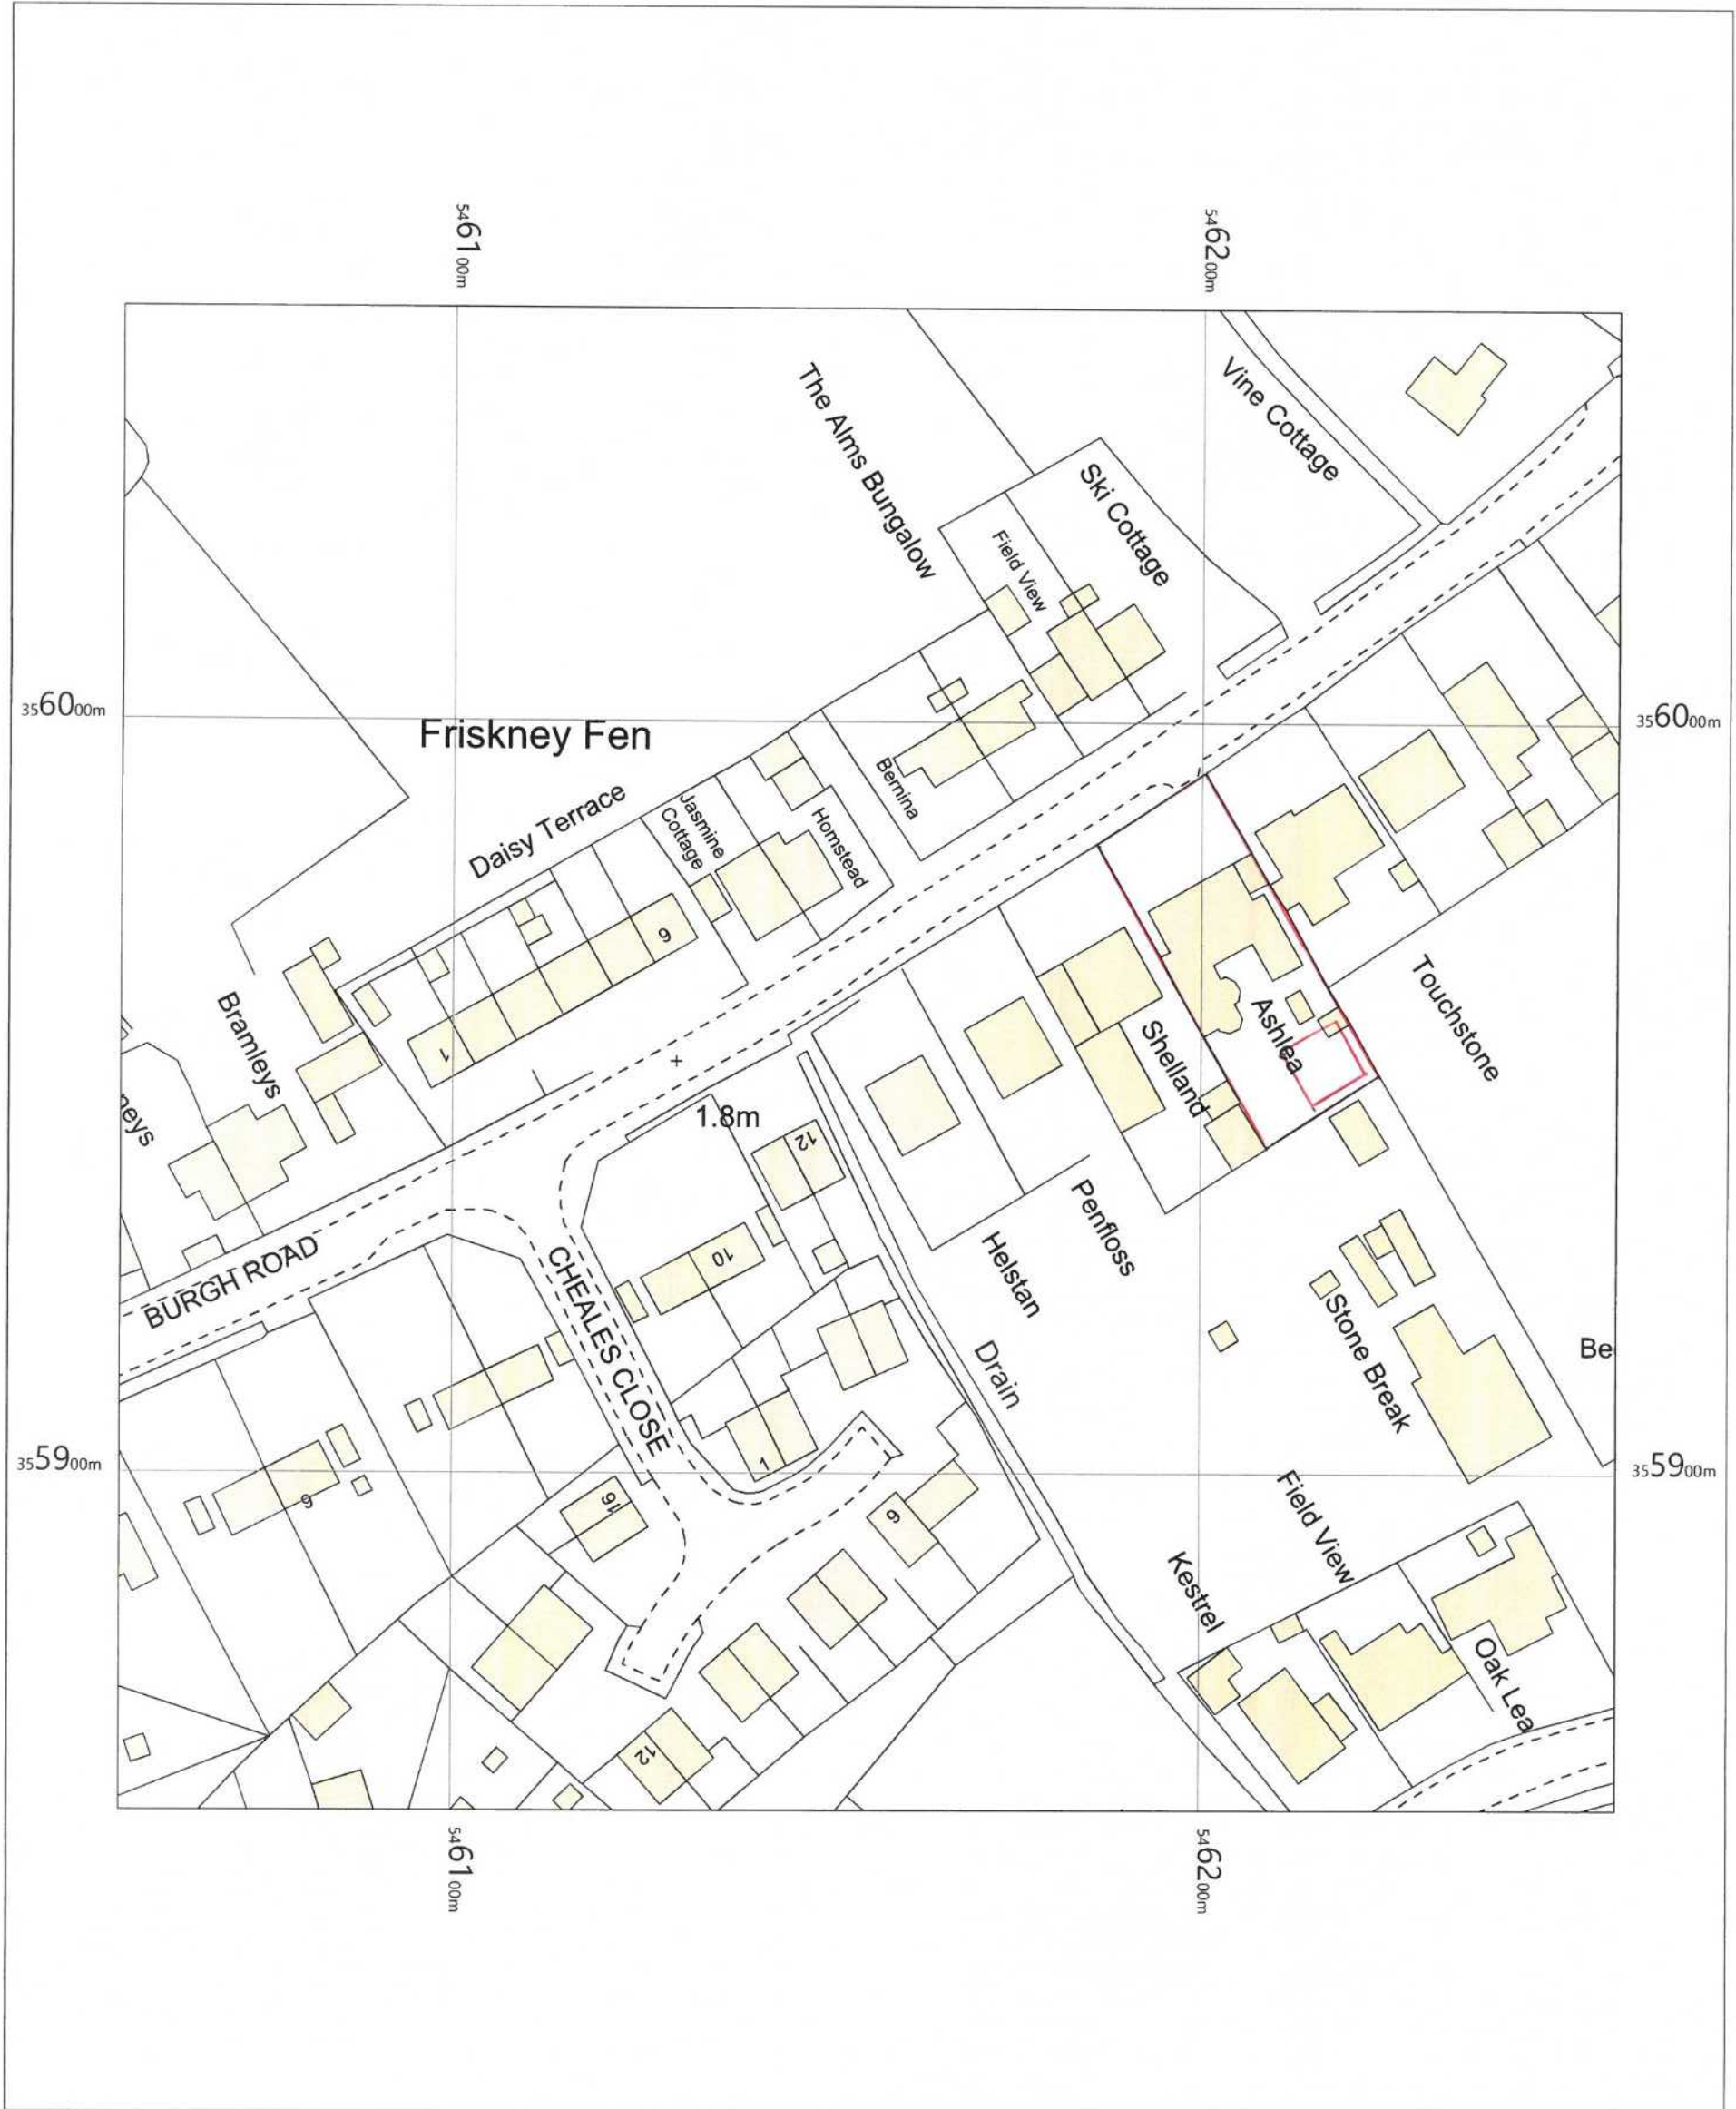 5461 00m
5462 00m
Vine Cottage
The Alms Bungalow
Ski Cottage
Field View
3560 00m
Friskney Fen
3560 00m
Daisy Terrace
Jasmine
Cottage
Homstead
Bernina
6
1
Bramleys
neys
Touchstone
Ashlea
Shelland
1.8m
12
Penfloss
Helstan
BURGH ROAD
10
CHEALES CLOSE
Drain
Stone Break
Be
1
3559 00m
3559 00m
9
16
6
Field View
Kestrel
Oak Lea
12
5461 00m
5462 00m